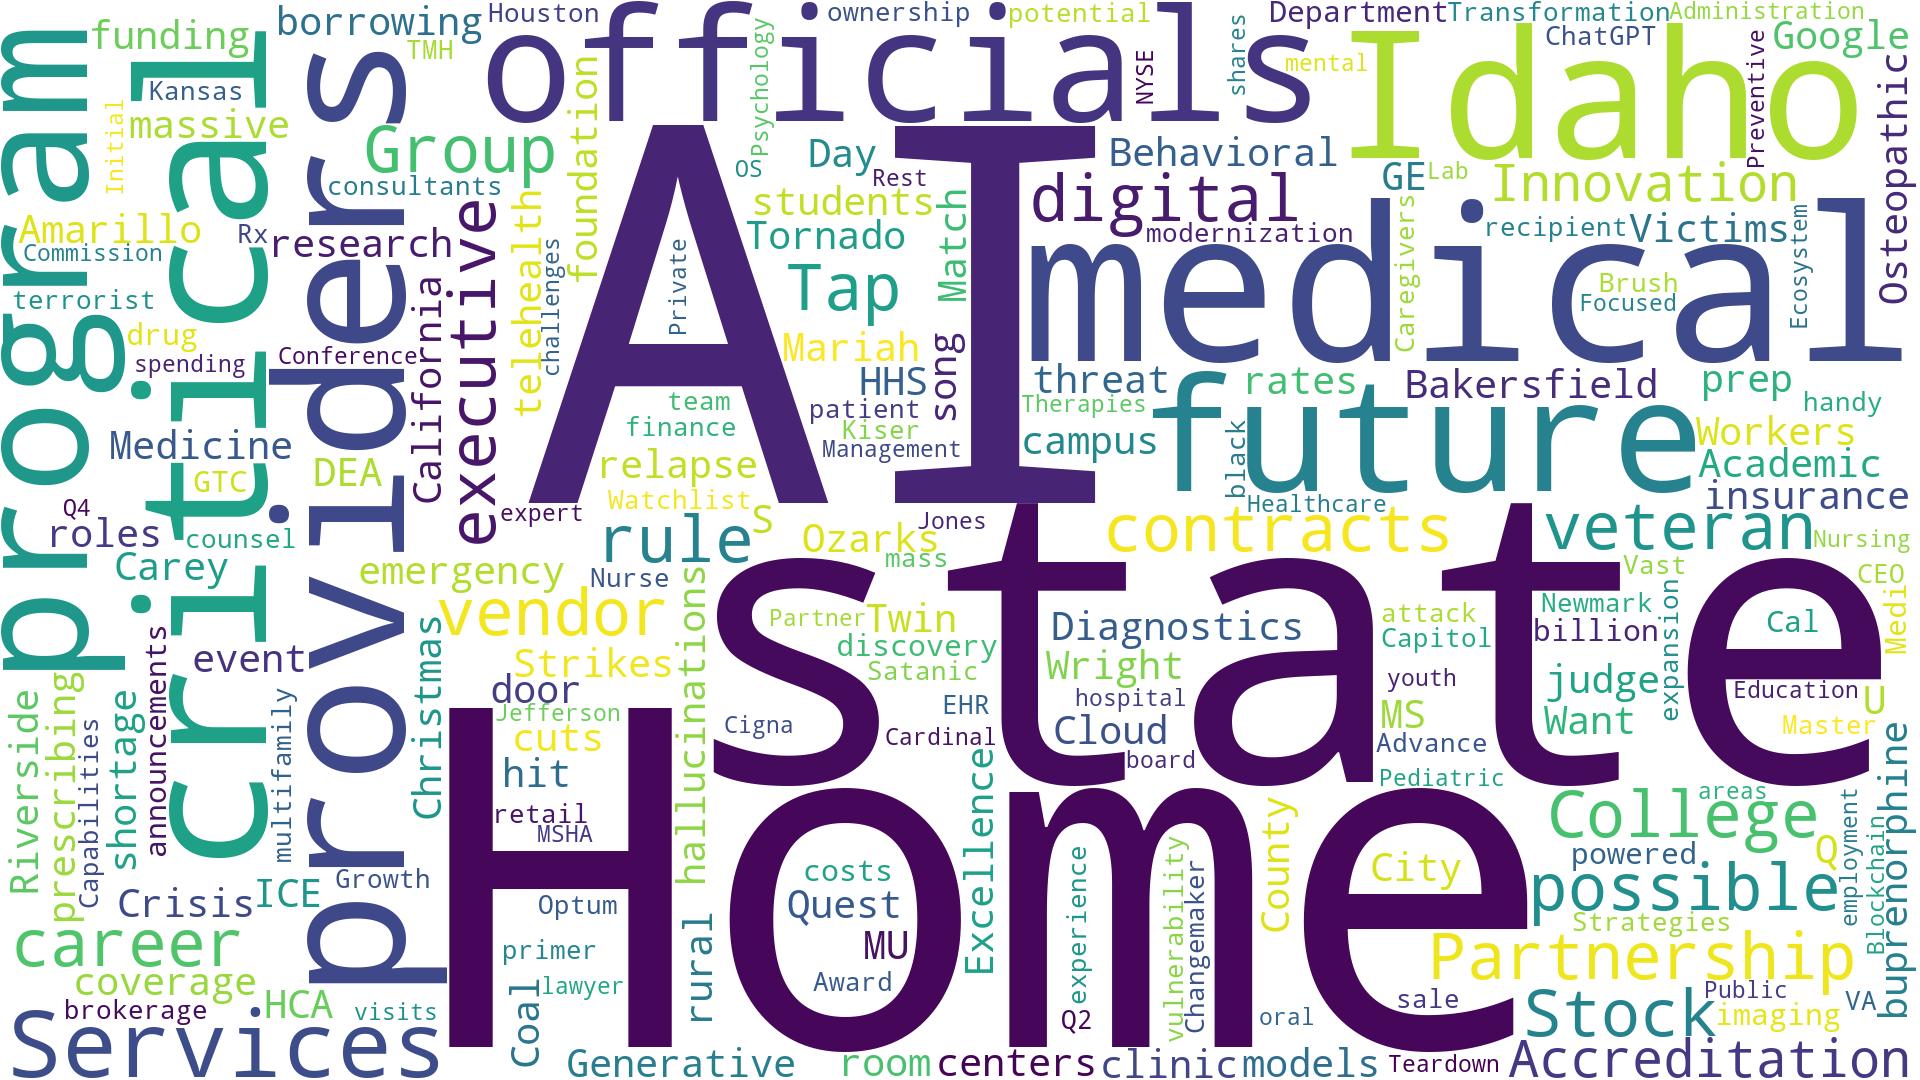 borrowing
Houston
officials
ownership
potential
Department
Transformation
Administration
funding
TMH
Psychology
NYSE
shares
mental
Idaho
ChatGPT
Google
Preventive
Osteopathic
program
critical
providers
Kansas
massive
Initial
Group
foundation
OS
Day
Rest
Behavioral
GE
Lab
Innovation
consultants
telehealth
students
Match
digital
Caregivers
recipient
Victims
Ecosystem
Amarillo
Commission
Rx
research
executive
challenges
Private
AI
Tornado
modernization
medical
terrorist
drug
spending
Conference
California
Tap
song
Brush
Focused
Mariah
HHS
threat
rates
Bakersfield
prep
handy
team
finance
patient
Kiser
Management
Therapies
campus
future
black
Workers
Medicine
GTC
DEA
relapse
Watchlist
Academic
insurance
Healthcare
Q4
roles
counsel
expert
rule
S
Ozarks
Jones
mass
contracts
veteran
Nursing
Carey
emergency
Nurse
hallucinations
state
Vast
CEO
Medi
vendor
Partner
Twin
discovery
Satanic
Diagnostics
attack
Capitol
Newmark
billion
expansion
Cal
event
announcements
Christmas
Strikes
door
Jefferson
Wright
hospital
youth
judge
Education
U
Riverside
prescribing
Capabilities
shortage
multifamily
cuts
hit
Cigna
EHR
Cardinal
Cloud
board
MS
Advance
Pediatric
Want
Master
buprenorphine
retail
MSHA
Home
Excellence
County
College
areas
Crisis
ICE
Growth
Optum
costs
Quest
MU
Award
experience
vulnerability
Changemaker
City
powered
Q
employment
Blockchain
possible
Strategies
career
coverage
brokerage
HCA
visits
primer
lawyer
Coal
rural
Partnership
sale
Public
VA
Services
Q2
oral
Stock
imaging
Generative
room
centers
clinic
models
Teardown
Accreditation